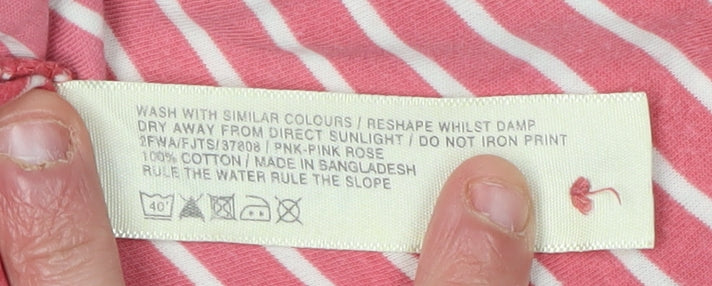 WASH WITH SIMILAR COLOURS / RESHAPE WHILST DAMP
DRY AWAY FROM DIRECT SUNLIGHT / DO NOT IRON PRINT
2FWA/FJTS/37808 / PNK-PINK ROSE
100% COTTON / MADE IN BANGLADESH
RULE THE WATER RULE THE SLOPE
40°